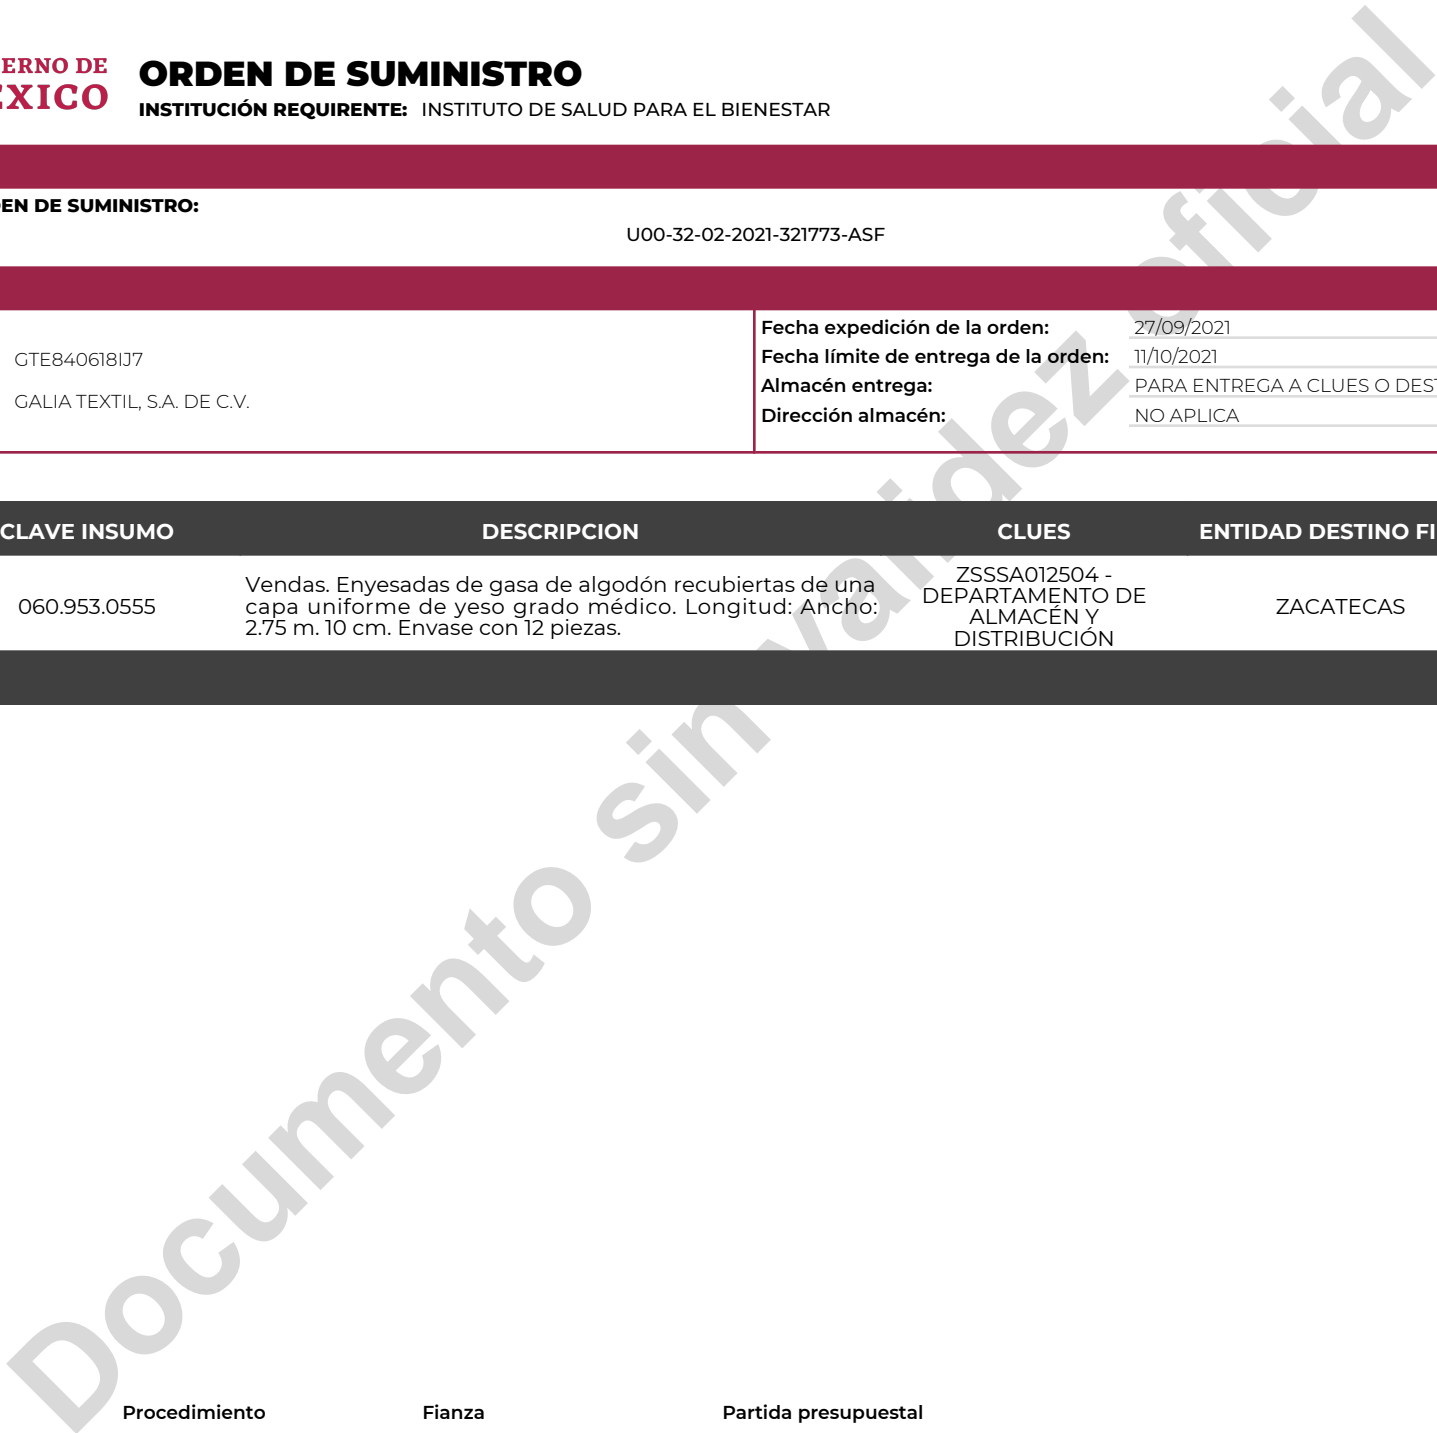 ERNO DE
ÉXICO
ORDEN DE SUMINISTRO
INSTITUCIÓN REQUIRENTE: INSTITUTO DE SALUD PARA EL BIENESTAR
EN DE SUMINISTRO:
U00-32-02-2021-321773-ASF
GTE840618IJ7
GALIA TEXTIL, S.A. DE C.V.
Fecha expedición de la orden: 27/09/2021
Fecha límite de entrega de la orden: 11/10/2021
Almacén entrega: PARA ENTREGA A CLUES O DEST
Dirección almacén: NO APLICA
CLAVE INSUMO DESCRIPCION CLUES ENTIDAD DESTINO FI
060.953.0555
Vendas. Enyesadas de gasa de algodón recubiertas de una
capa uniforme de yeso grado médico. Longitud: Ancho:
2.75 m. 10 cm. Envase con 12 piezas.
ZSSSA012504 -
DEPARTAMENTO DE
ALMACÉN Y
DISTRIBUCIÓN
ZACATECAS
Documento sin validez oficial
Procedimiento Fianza Partida presupuestal